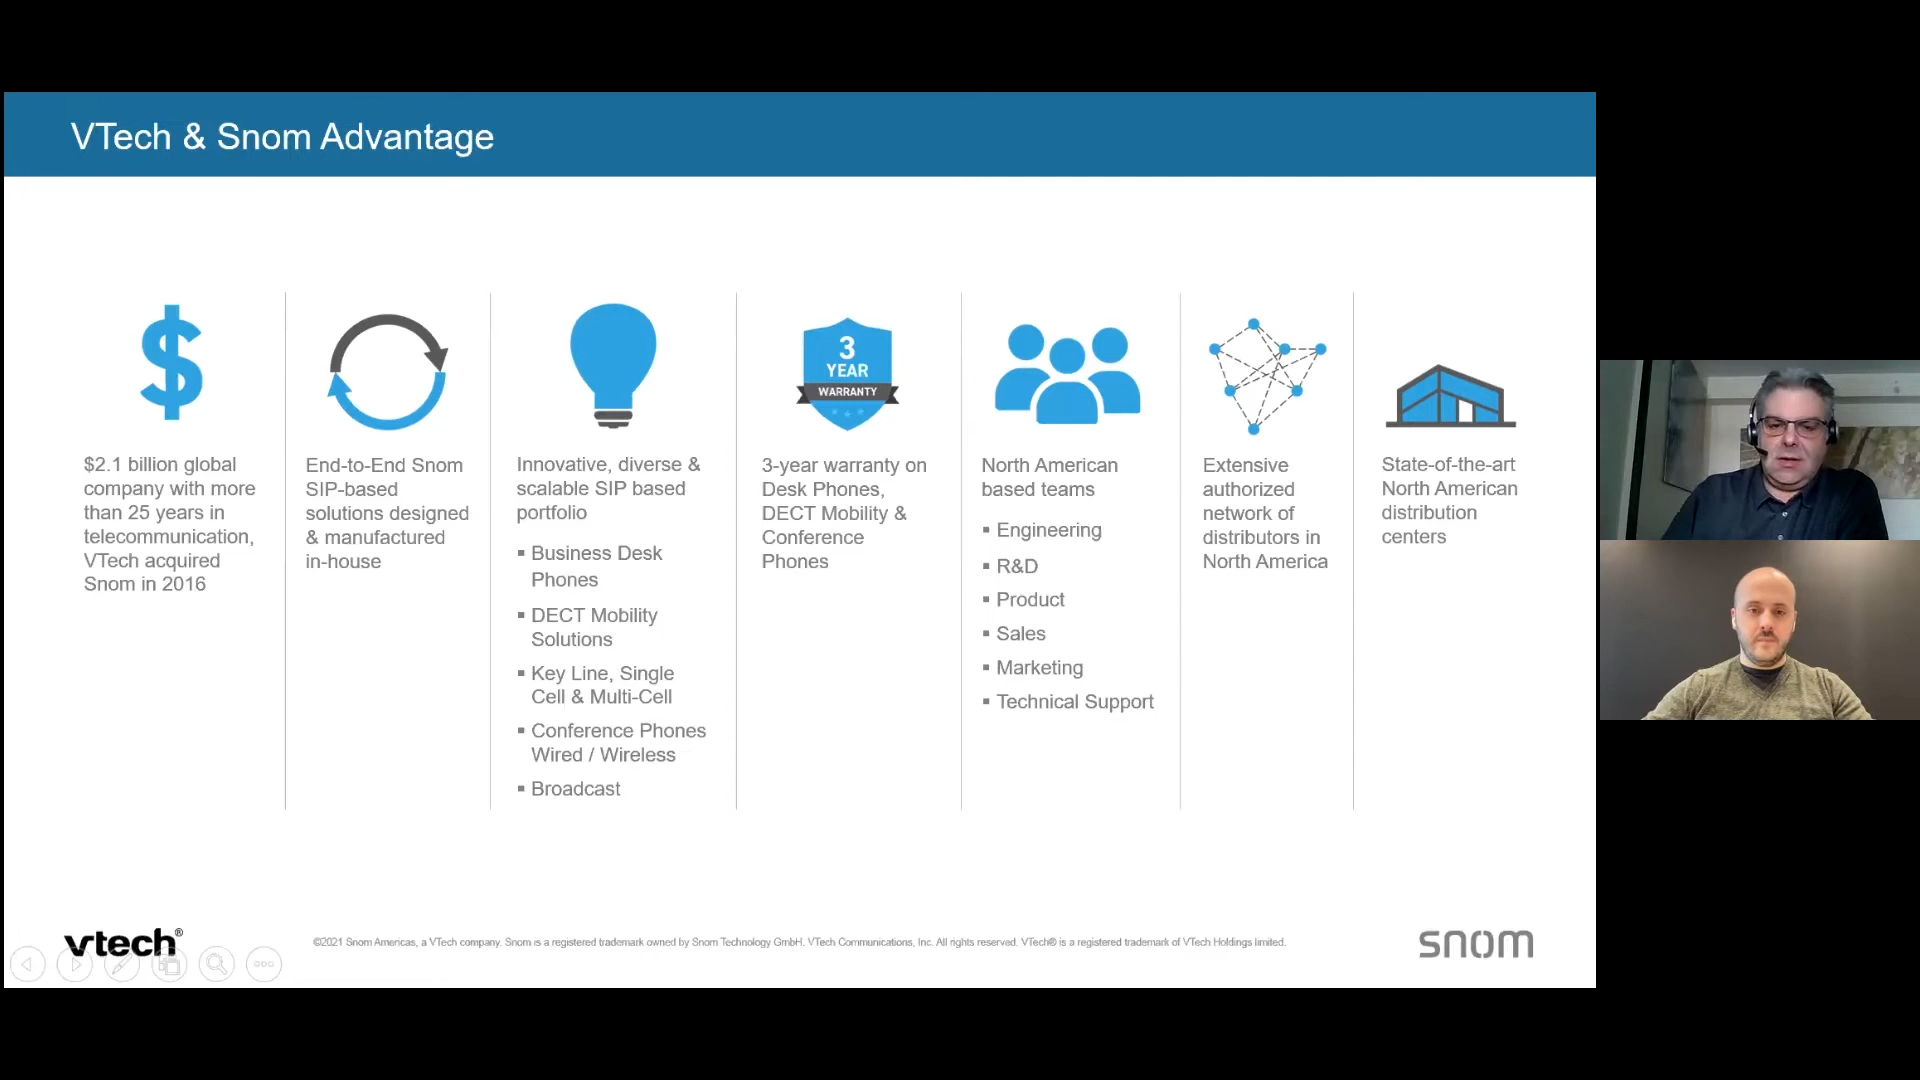 VTech & Snom Advantage
$2.1 billion global
company with more
than 25 years in
telecommunication,
VTech acquired
Snom in 2016
End-to-End Snom
SIP-based
solutions designed
& manufactured
in-house
Innovative, diverse &
scalable SIP based
portfolio
▪ Business Desk
Phones
▪ DECT Mobility
Solutions
▪ Key Line, Single
Cell & Multi-Cell
▪ Conference Phones
Wired / Wireless
▪ Broadcast
3
YEAR
WARRANTY
3-year warranty on
Desk Phones,
DECT Mobility &
Conference
Phones
North American
based teams
▪ Engineering
▪ R&D
▪ Product
▪ Sales
▪ Marketing
▪ Technical Support
Extensive
authorized
network of
distributors in
North America
State-of-the-art
North American
distribution
centers
vtech®
©2021 Snom Americas, a VTech company. Snom is a registered trademark owned by Snom Technology GmbH. VTech Communications, Inc. All rights reserved. VTech® is a registered trademark of VTech Holdings limited.
snom